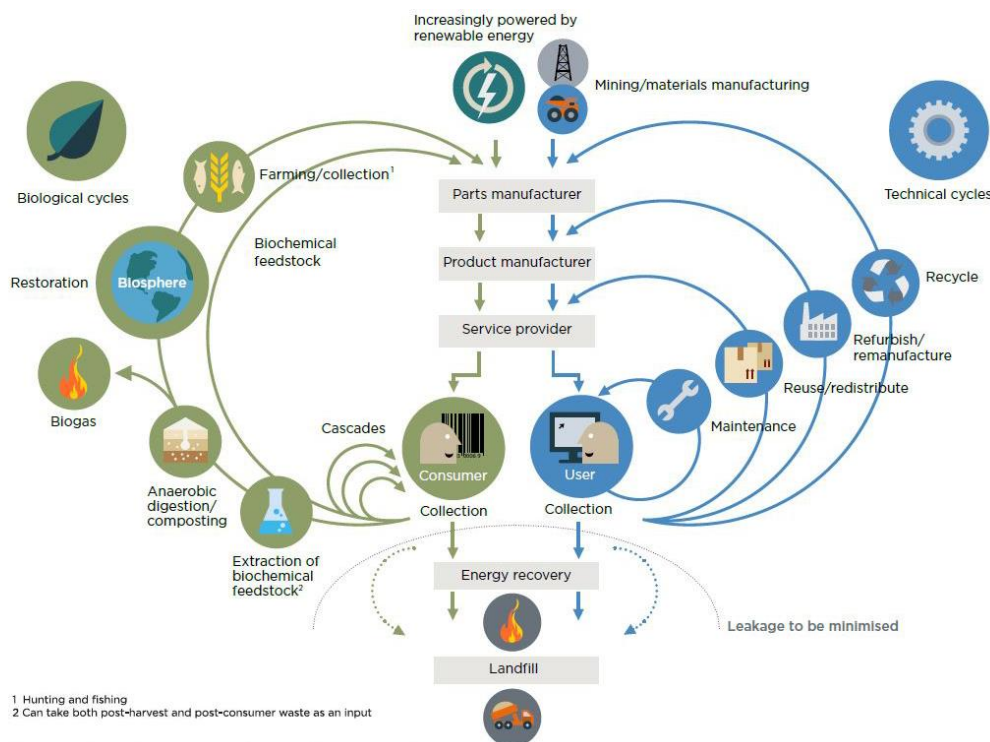 Increasingly powered by
renewable energy
Mining/materials manufacturing
Biological cycles
Farming/collection1
Technical cycles
Parts manufacturer
Biochemical
feedstock
Product manufacturer
Restoration
Biosphere
Recycle
Service provider
Refurbish/
remanufacture
Reuse/redistribute
Biogas
Cascades
Maintenance
Consumer
User
Anaerobic
digestion/
composting
Collection
Collection
Extraction of
biochemical
feedstock2
Energy recovery
Leakage to be minimised
Landfill
1 Hunting and fishing
2 Can take both post-harvest and post-consumer waste as an input